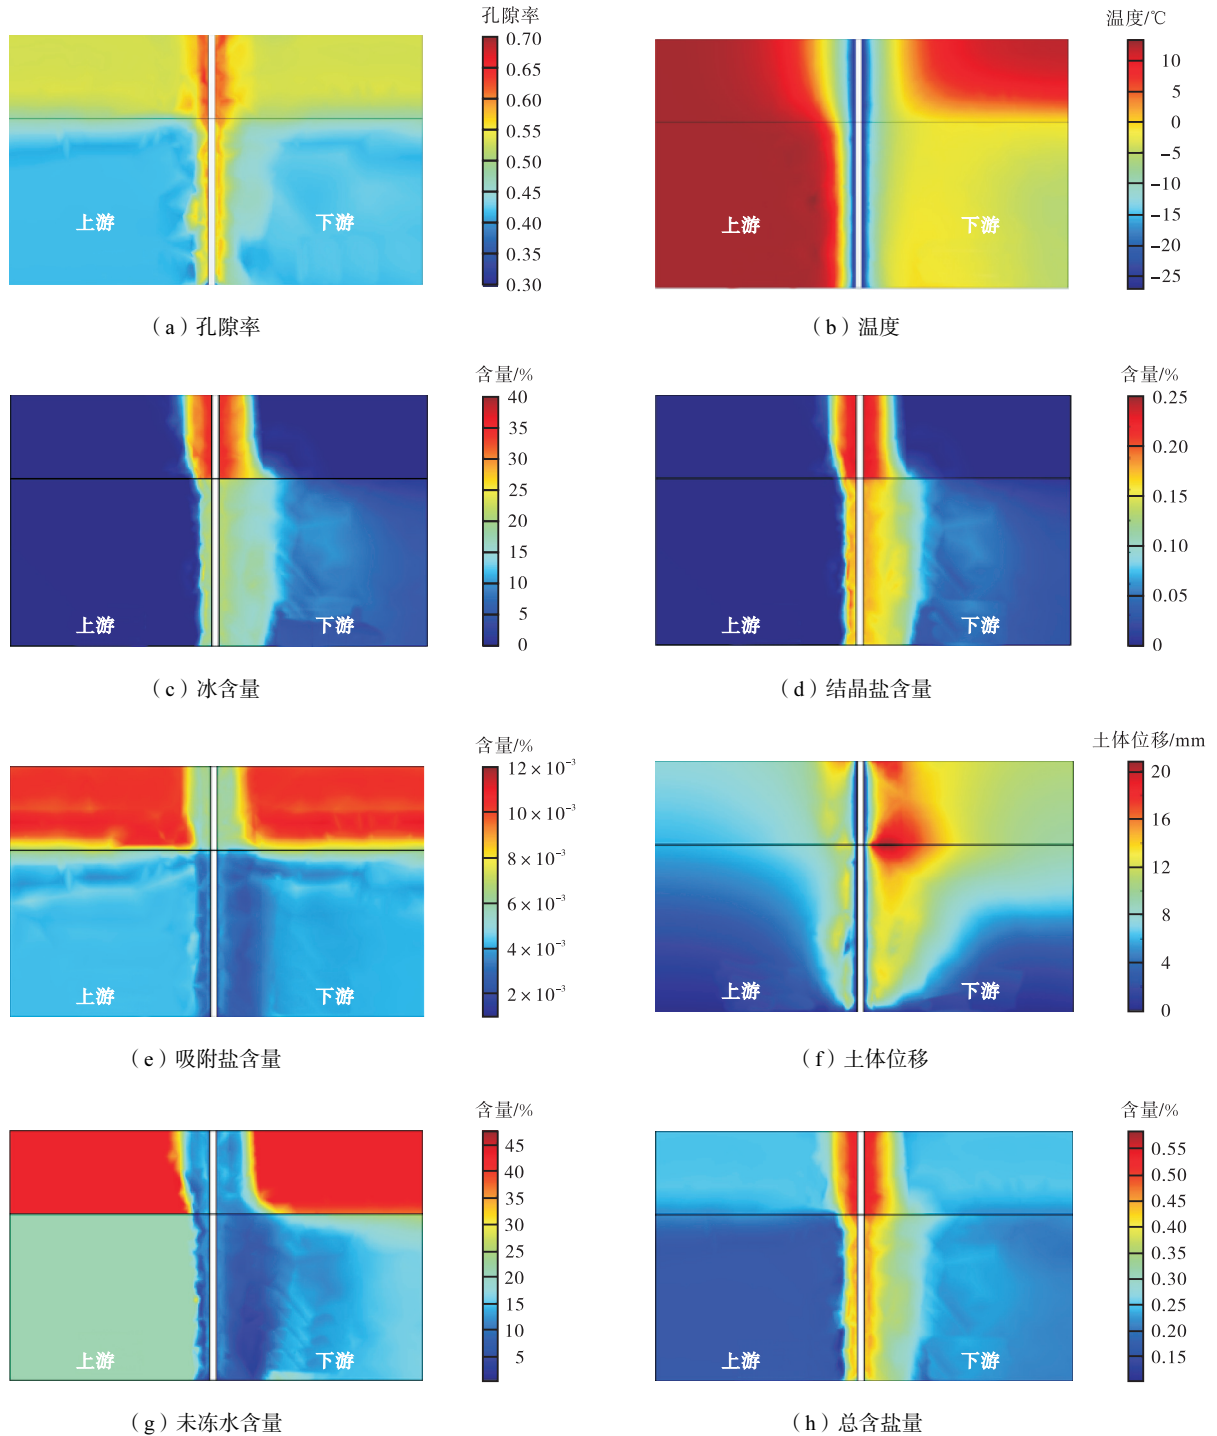 孔隙率
0.70
0.65
0.60
0.55
0.50
0.45
0.40
0.35
0.30
上游
下游
（a）孔隙率
温度/℃
10
5
0
−5
−10
−15
−20
−25
上游
下游
（b）温度
含量/%
40
35
30
25
20
15
10
5
0
上游
下游
（c）冰含量
含量/%
0.25
0.20
0.15
0.10
0.05
0
上游
下游
（d）结晶盐含量
含量/%
12×10⁻³
10×10⁻³
8×10⁻³
6×10⁻³
4×10⁻³
2×10⁻³
上游
下游
（e）吸附盐含量
土体位移/mm
20
16
12
8
4
0
上游
下游
（f）土体位移
含量/%
45
40
35
30
25
20
15
10
5
上游
下游
（g）未冻水含量
含量/%
0.55
0.50
0.45
0.40
0.35
0.30
0.25
0.20
0.15
上游
下游
（h）总含盐量